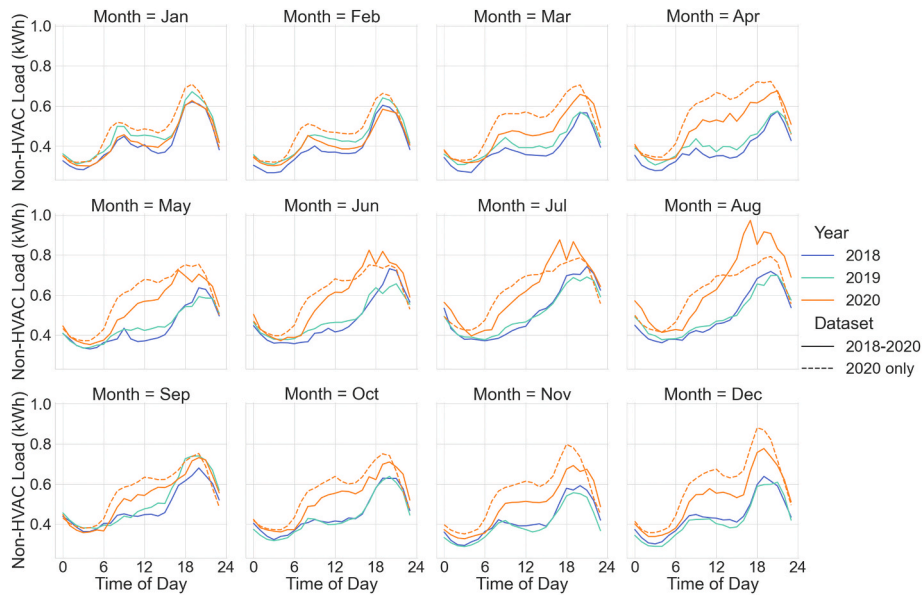 Month = Jan Month = Feb Month = Mar Month = Apr
Non-HVAC Load (kWh)
1.0
0.8
0.6
0.4
Month = May Month = Jun Month = Jul Month = Aug
Non-HVAC Load (kWh)
1.0
0.8
0.6
0.4
Year
2018
2019
2020
Dataset
2018-2020
2020 only
Month = Sep Month = Oct Month = Nov Month = Dec
Non-HVAC Load (kWh)
1.0
0.8
0.6
0.4
0 6 12 18 24 0 6 12 18 24 0 6 12 18 24 0 6 12 18 24
Time of Day Time of Day Time of Day Time of Day